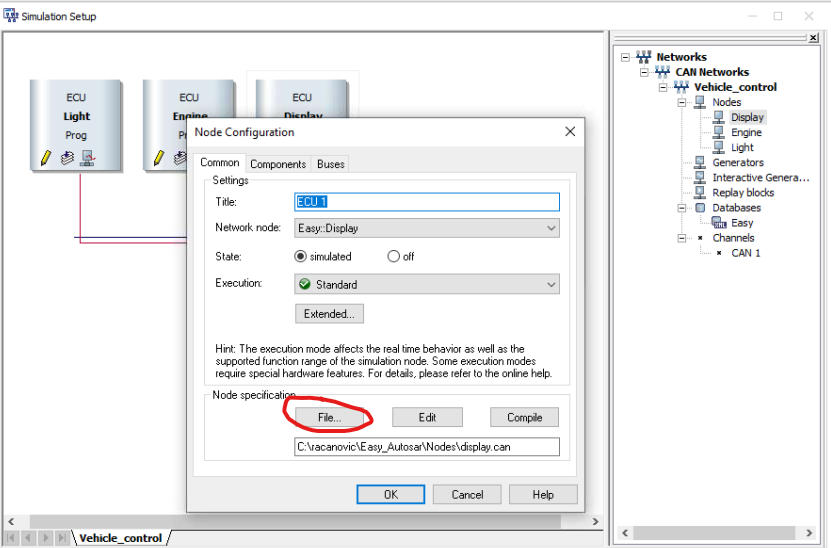 Simulation Setup
ECU
Light
Prog
ECU
Engine
ECU
Display
Node Configuration
Common Components Buses
Settings
Title: ECU 1
Network node: Easy::Display
State: simulated off
Execution: Standard
Extended...
Hint: The execution mode affects the real time behavior as well as the
supported function range of the simulation node. Some execution modes
require special hardware features. For details, please refer to the online help.
Node specification
File... Edit Compile
C:\racanovic\Easy_Autosar\Nodes\display.can
OK Cancel Help
Vehicle_control
Networks
CAN Networks
Vehicle_control
Nodes
Display
Engine
Light
Generators
Interactive Genera...
Replay blocks
Databases
Easy
Channels
CAN 1